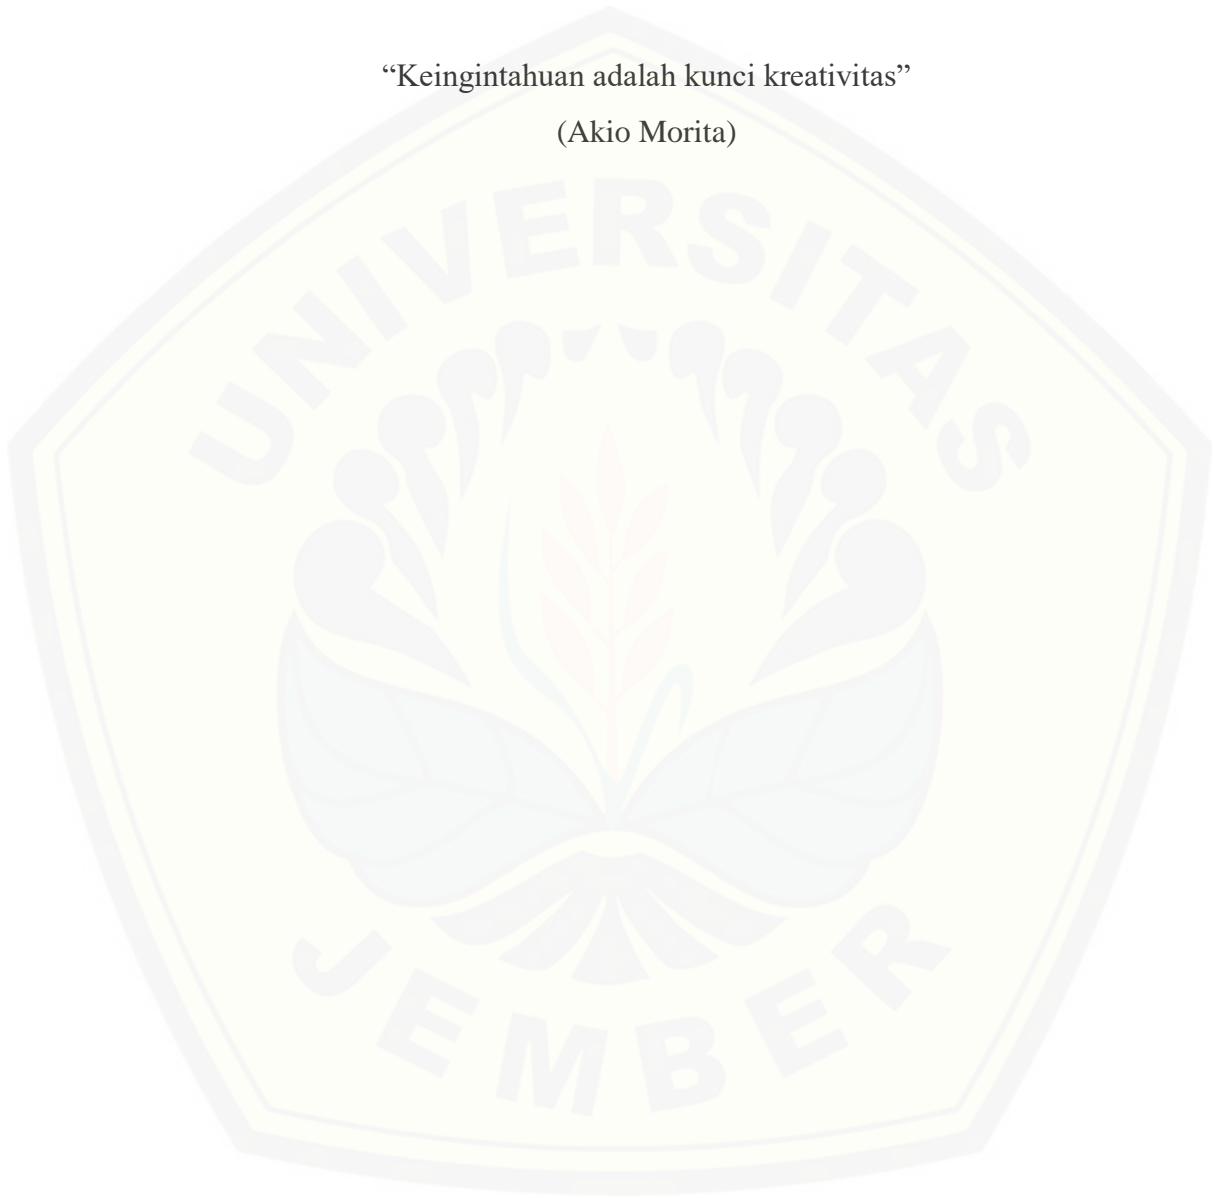 “Keingintahuan adalah kunci kreativitas”
(Akio Morita)
UNIVERSITAS
JEMBER